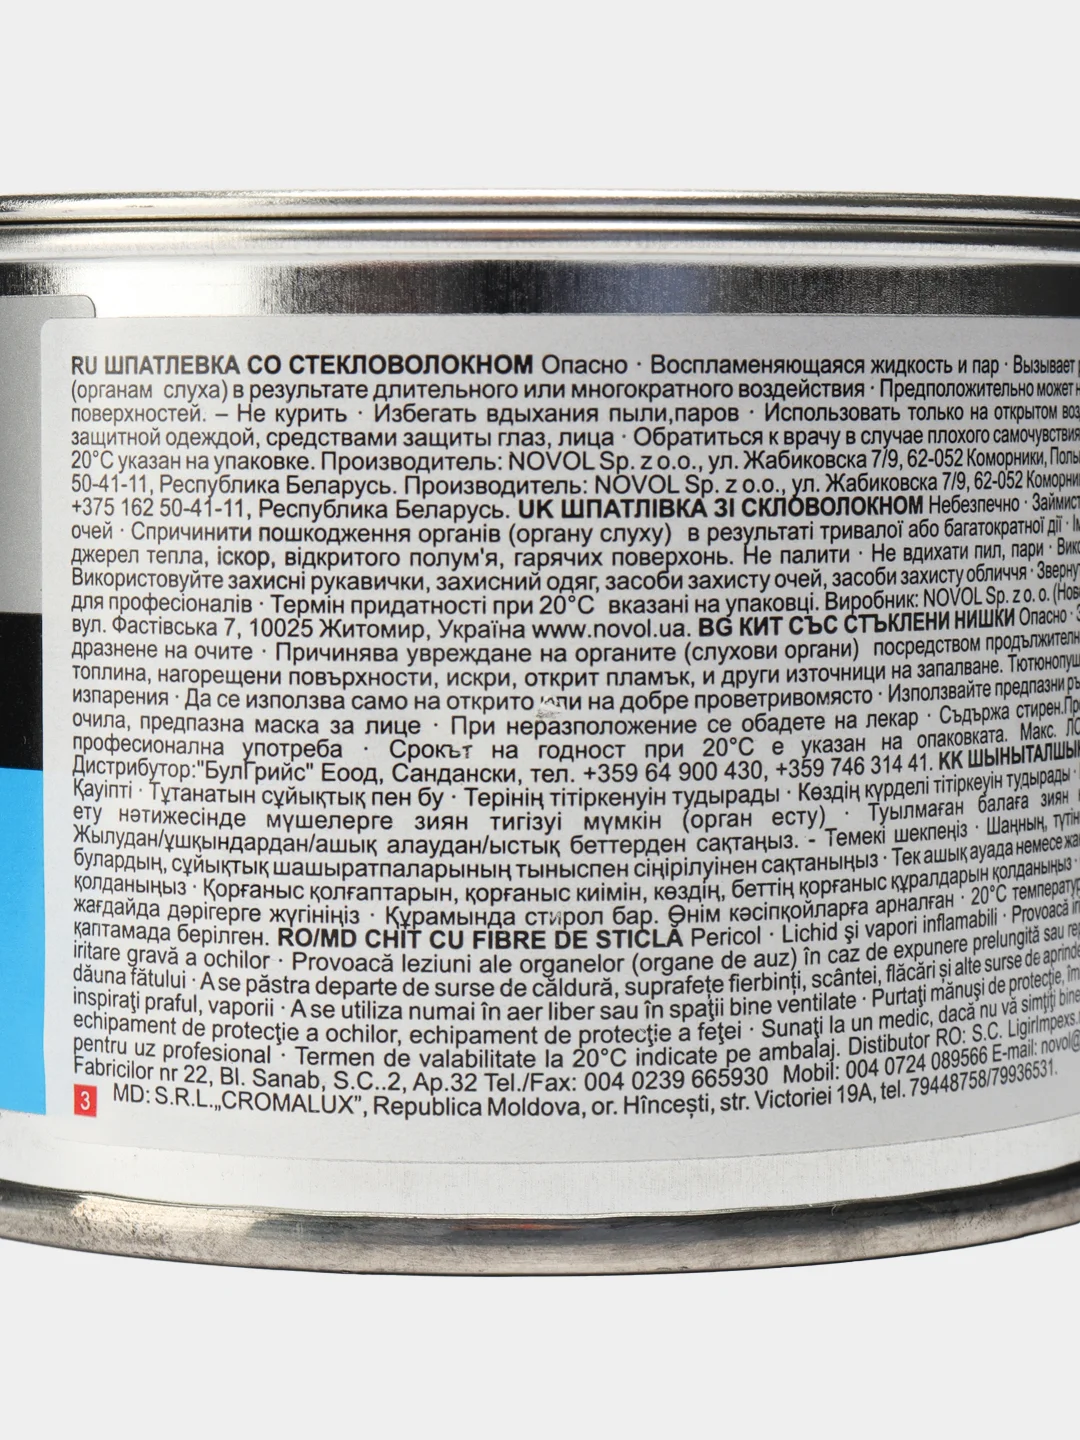 RU ШПАТЛЕВКА СО СТЕКЛОВОЛОКНОМ Опасно · Воспламеняющаяся жидкость и пар · Вызывает
(органам слуха) в результате длительного или многократного воздействия · Предположительно может
поверхностей. – Не курить · Избегать вдыхания пыли,паров · Использовать только на открытом
защитной одеждой, средствами защиты глаз, лица · Обратиться к врачу в случае плохого самочувствия
20°C указан на упаковке. Производитель: NOVOL Sp. z o.o., ул. Жабиковска 7/9, 62-052 Коморники,
50-41-11, Республика Беларусь. Производитель: NOVOL Sp. z o.o., ул. Жабиковска 7/9, 62-052
+375 162 50-41-11, Республика Беларусь. UK ШПАТЛІВКА ЗІ СКЛОВОЛОКНОМ Небезпечно ·
очей · Спричинити пошкодження органів (органу слуху) в результаті тривалої або багатократної дії ·
джерел тепла, іскор, відкритого полум'я, гарячих поверхонь. Не палити · Не вдихати пил, пари ·
Використовуйте захисні рукавички, захисний одяг, засоби захисту очей, засоби захисту обличчя ·
для професіоналів · Термін придатності при 20°C вказані на упаковці. Виробник: NOVOL Sp. z o. o.
вул. Фастівська 7, 10025 Житомир, Україна www.novol.ua. BG КИТ СЪС СТЪКЛЕНИ НИШКИ Опасно ·
дразнене на очите · Причинява увреждане на органите (слухови органи) посредством
топлина, нагорещени повърхности, искри, открит пламък, и други източници на запалване.
изпарения · Да се използва само на открито или на добре проветривомясто · Използвайте предпазни
очила, предпазна маска за лице · При неразположение се обадете на лекар · Съдържа стирен.
професионална употреба · Срокът на годност при 20°C е указан на опаковката. Макс.
Дистрибутор:"БулГрийс" Еоод, Сандански, тел. +359 64 900 430, +359 746 314 41. KK
Қауіпті · Тұтанатын сұйықтық пен бу · Терінің тітіркенуін тудырады · Көздің күрделі тітіркеуін тудырады ·
ету нәтижесінде мүшелерге зиян тигізуі мүмкін (орган есту) · Туылмаған балаға зиян
Жылудан/ұшқындардан/ашық алаудан/ыстық беттерден сақтаңыз. - Темекі шекпеңіз · Шаңның,
булардың, сұйықтық шашыратпаларының тыныспен сіңірілуінен сақтаныңыз · Тек ашық ауада немесе
қолданыңыз · Қорғаныс қолғаптарын, қорғаныс киімін, көздің, беттің қорғаныс құралдарын қолданыңыз ·
жағдайда дәрігерге жүгініңіз · Құрамында стирол бар. Өнім кәсіпқойларға арналған · 20°C
қаптамада берілген. RO/MD CHIT CU FIBRE DE STICLĂ Pericol · Lichid şi vapori inflamabili · Provoacă
iritare gravă a ochilor · Provoacă leziuni ale organelor (organe de auz) în caz de expunere prelungită sau
dăuna fătului · A se păstra departe de surse de căldură, suprafeţe fierbinţi, scântei, flăcări şi alte surse de
inspiraţi praful, vaporii · A se utiliza numai în aer liber sau în spaţii bine ventilate · Purtaţi mănuşi de protecţie,
echipament de protecţie a ochilor, echipament de protecţie a feţei · Sunaţi la un medic, dacă nu vă simţiţi bine
pentru uz profesional · Termen de valabilitate la 20°C indicate pe ambalaj. Distibutor RO: S.C.
Fabricilor nr 22, Bl. Sanab, S.C..2, Ap.32 Tel./Fax: 004 0239 665930 Mobil: 004 0724 089566 E-mail:
3 MD: S.R.L.„CROMALUX”, Republica Moldova, or. Hînceşti, str. Victoriei 19A, tel. 79448758/79936531.